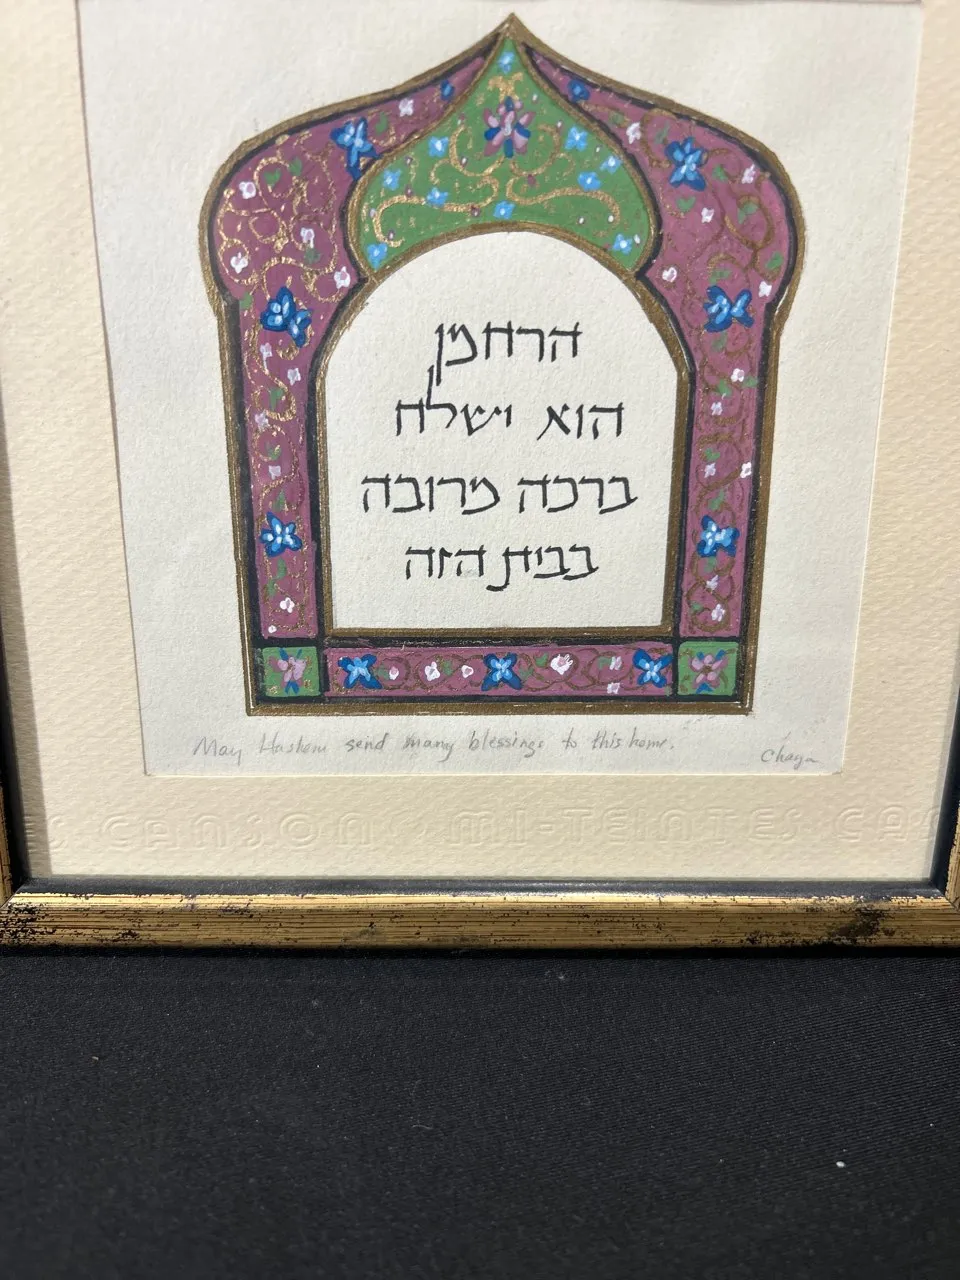 הרחמן
הוא ישלח
ברכה מרובה
בבית הזה
May Hashem send many blessings to this home.
Chaya
S. CANSON MI-TEINTES CA